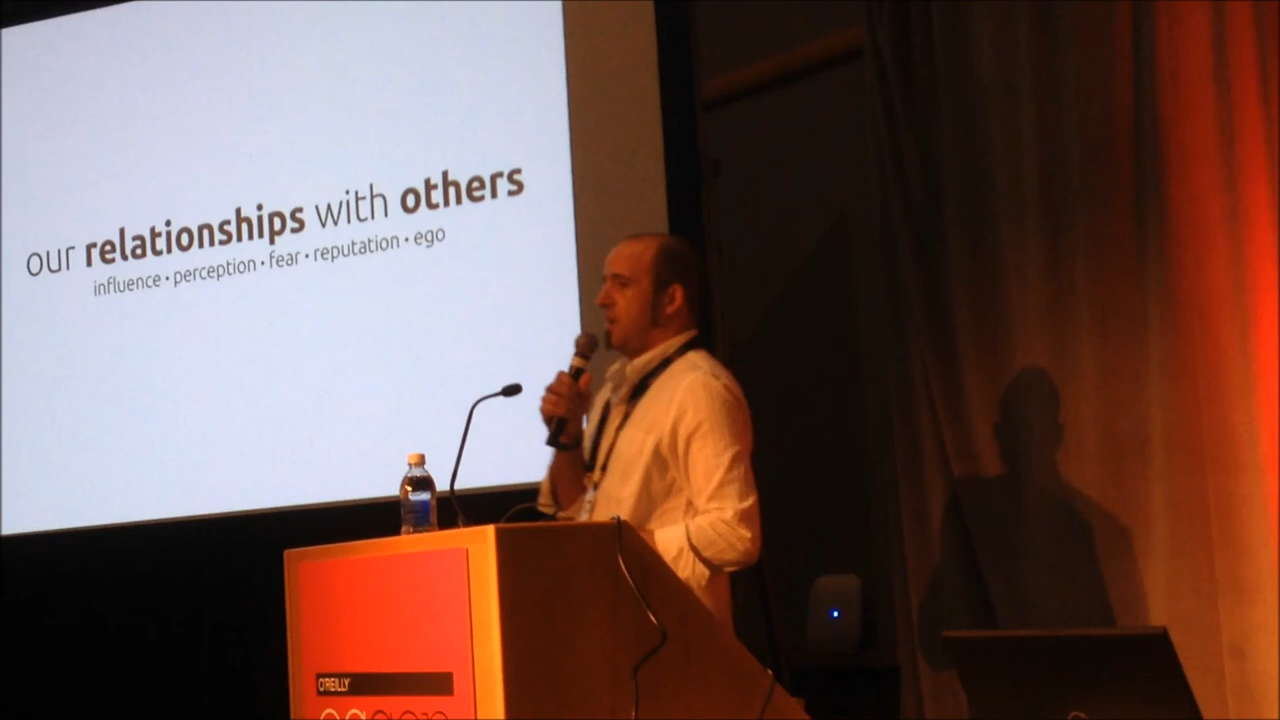 our relationships with others
influence • perception • fear • reputation • ego
O'REILLY